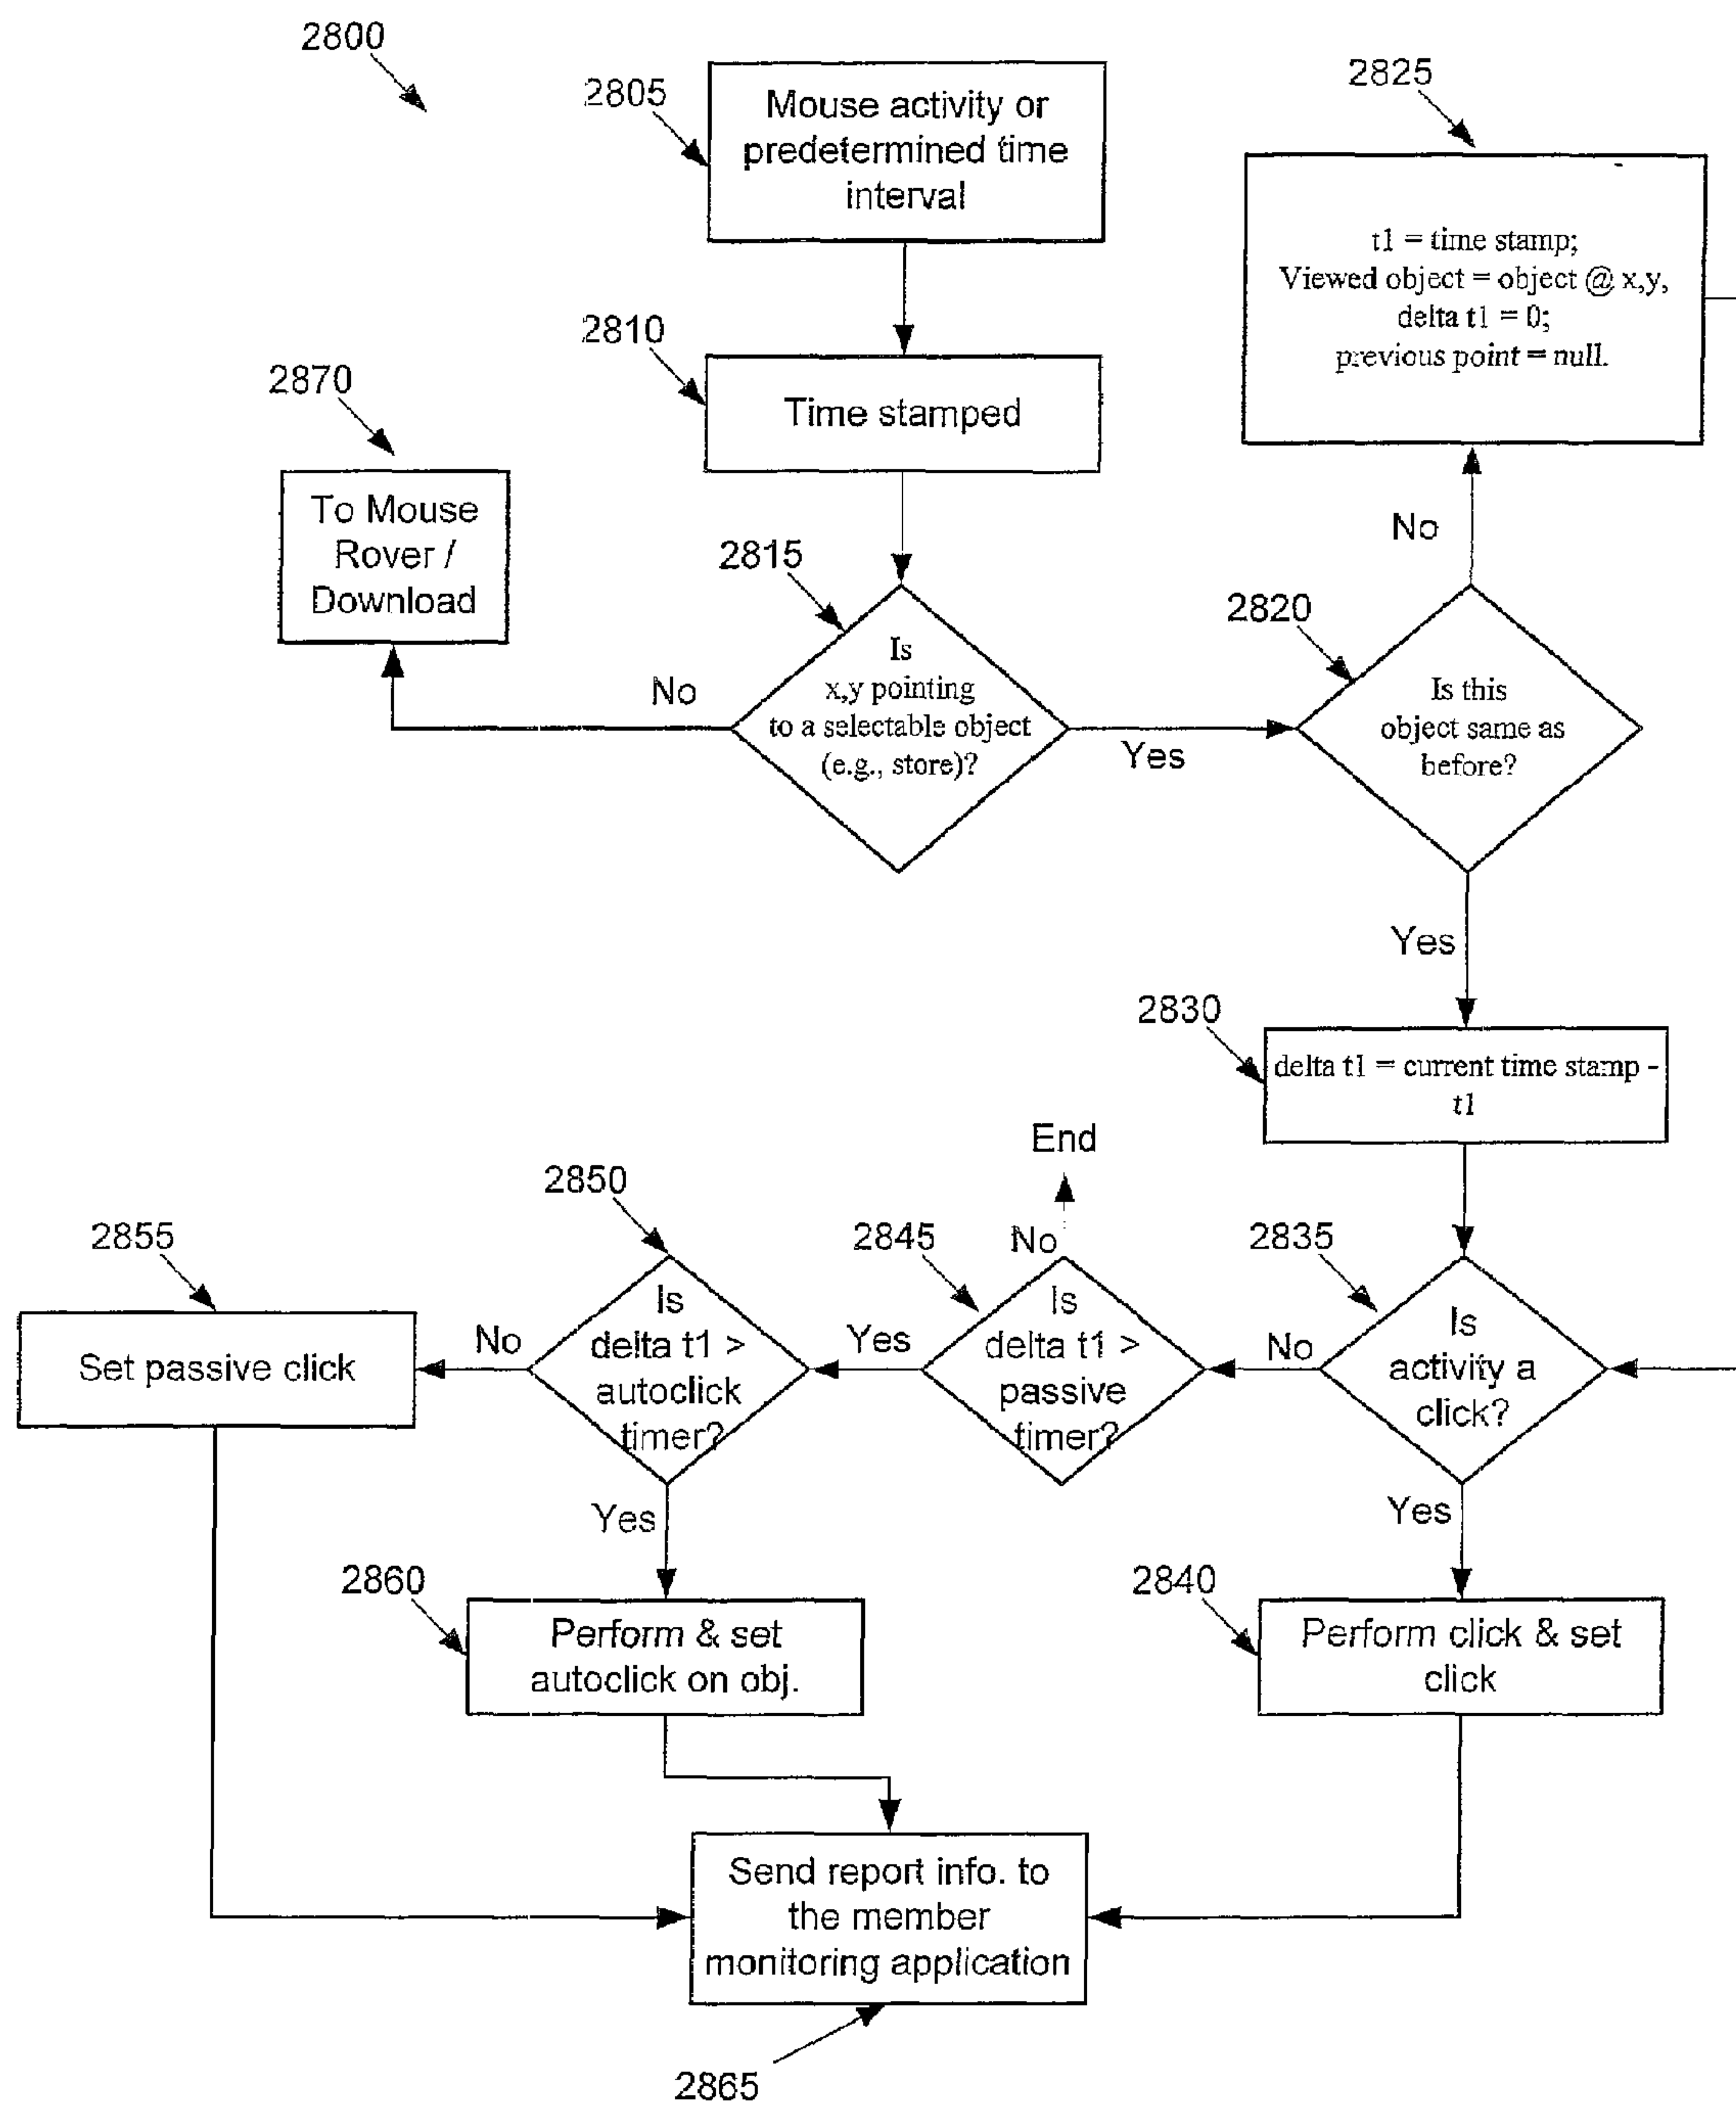 2800
2805
Mouse activity or
predetermined time
interval
2825
t1 = time stamp;
Viewed object = object @ x,y,
delta t1 = 0;
previous point = null.
2810
Time stamped
2870
To Mouse
Rover /
Download
2815
Is
x,y pointing
to a selectable object
(e.g., store)?
No
Yes
2820
Is this
object same as
before?
No
Yes
2830
delta t1 = current time stamp -
t1
End
2835
Is
activity a
click?
No
Yes
2845
Is
delta t1 >
passive
timer?
No
Yes
2850
Is
delta t1 >
autoclick
timer?
No
Yes
2855
Set passive click
2860
Perform & set
autoclick on obj.
2840
Perform click & set
click
Send report info. to
the member
monitoring application
2865